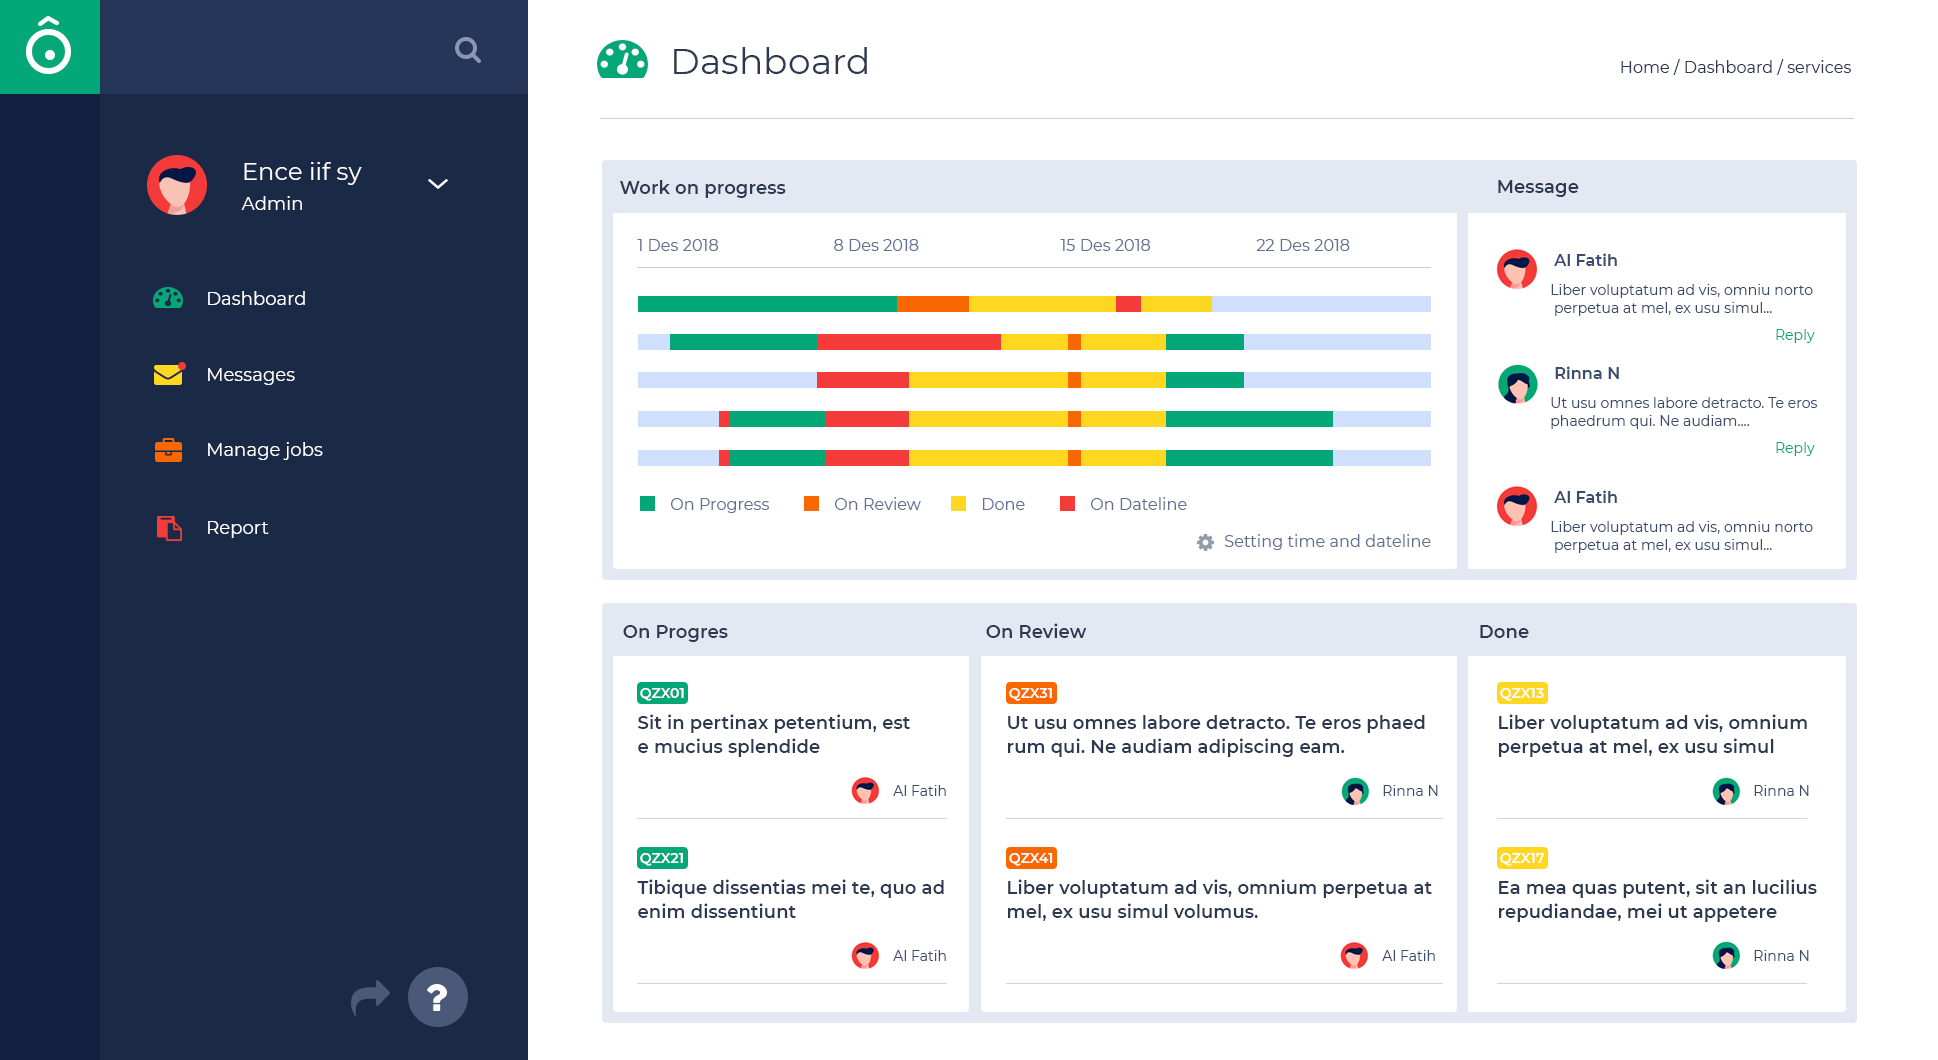 Ence iif sy
Admin
Dashboard
Messages
Manage jobs
Report
?
Dashboard
Home / Dashboard / services
Work on progress
1 Des 2018 8 Des 2018 15 Des 2018 22 Des 2018
On Progress On Review Done On Dateline
Setting time and dateline
Message
Al Fatih
Liber voluptatum ad vis, omniu norto
perpetua at mel, ex usu simul...
Reply
Rinna N
Ut usu omnes labore detracto. Te eros
phaedrum qui. Ne audiam....
Reply
Al Fatih
Liber voluptatum ad vis, omniu norto
perpetua at mel, ex usu simul...
On Progres
QZX01
Sit in pertinax petentium, est
e mucius splendide
Al Fatih
QZX21
Tibique dissentias mei te, quo ad
enim dissentiunt
Al Fatih
On Review
QZX31
Ut usu omnes labore detracto. Te eros phaed
rum qui. Ne audiam adipiscing eam.
Rinna N
QZX41
Liber voluptatum ad vis, omnium perpetua at
mel, ex usu simul volumus.
Al Fatih
Done
QZX13
Liber voluptatum ad vis, omnium
perpetua at mel, ex usu simul
Rinna N
QZX17
Ea mea quas putent, sit an lucilius
repudiandae, mei ut appetere
Rinna N